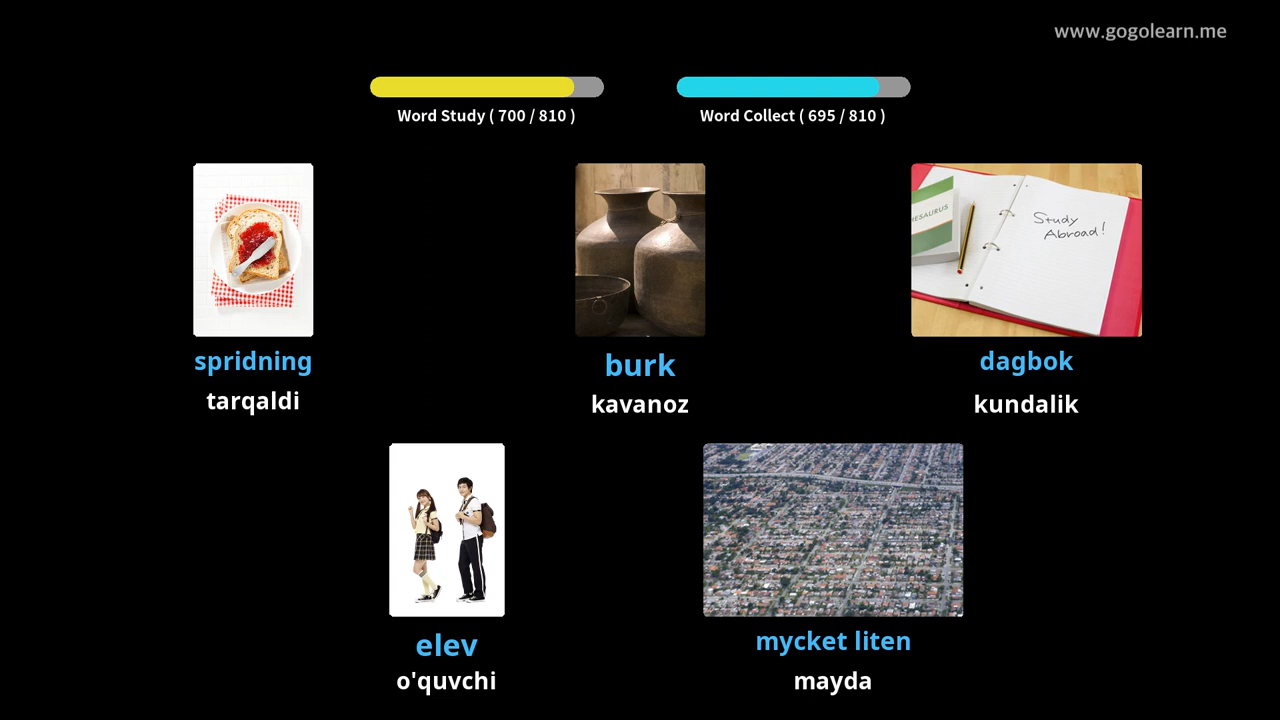 www.gogolearn.me
Word Study ( 700 / 810 )
Word Collect ( 695 / 810 )
HESAURUS
Study
Abroad!
spridning
tarqaldi
burk
kavanoz
dagbok
kundalik
elev
o'quvchi
mycket liten
mayda